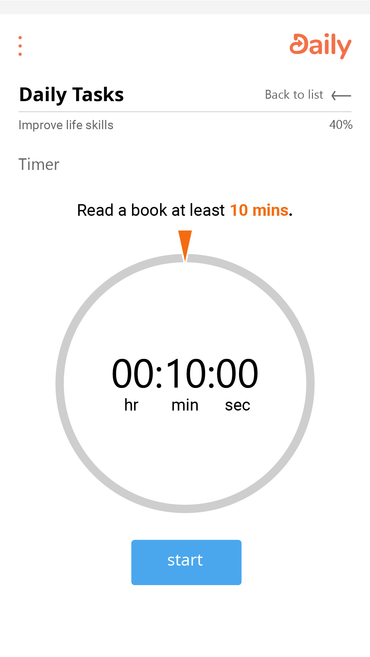 Daily
Daily Tasks
Back to list
Improve life skills
40%
Timer
Read a book at least 10 mins.
00:10:00
hr min sec
start